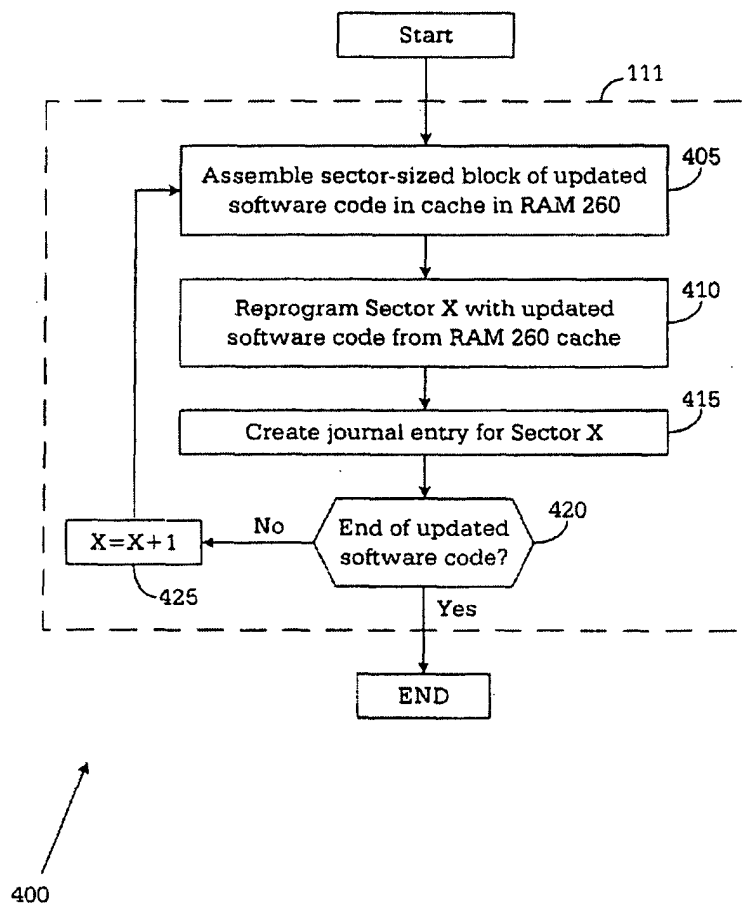 Start
111
Assemble sector-sized block of updated
software code in cache in RAM 260
405
Reprogram Sector X with updated
software code from RAM 260 cache
410
Create journal entry for Sector X
415
End of updated
software code?
420
No
X=X+1
425
Yes
END
400